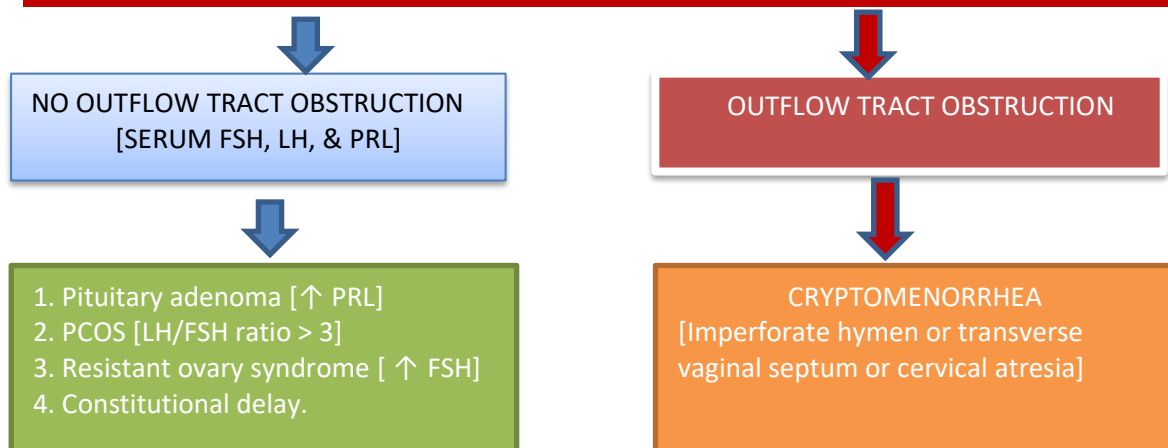 NO OUTFLOW TRACT OBSTRUCTION
[SERUM FSH, LH, & PRL]
OUTFLOW TRACT OBSTRUCTION
1. Pituitary adenoma [↑ PRL]
2. PCOS [LH/FSH ratio > 3]
3. Resistant ovary syndrome [ ↑ FSH]
4. Constitutional delay.
CRYPTOMENORRHEA
[Imperforate hymen or transverse
vaginal septum or cervical atresia]